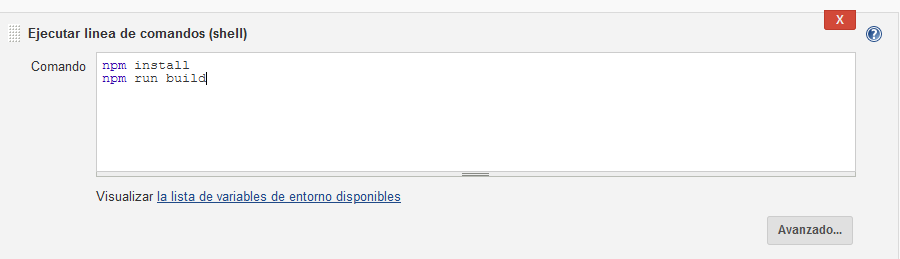 X
Ejecutar linea de comandos (shell)
?
Comando
npm install
npm run build
Visualizar la lista de variables de entorno disponibles
Avanzado...